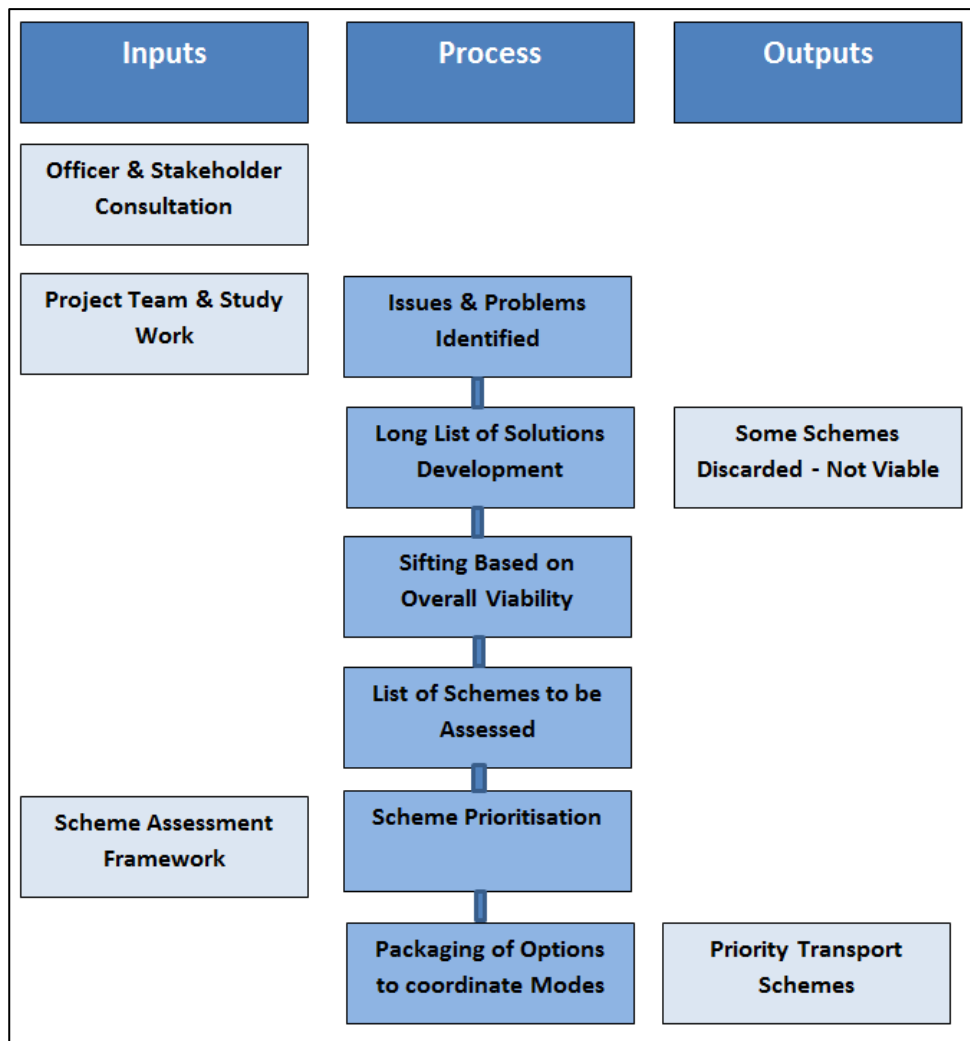 Inputs
Process
Outputs
Officer & Stakeholder
Consultation
Project Team & Study
Work
Issues & Problems
Identified
Long List of Solutions
Development
Some Schemes
Discarded - Not Viable
Sifting Based on
Overall Viability
List of Schemes to be
Assessed
Scheme Assessment
Framework
Scheme Prioritisation
Packaging of Options
to coordinate Modes
Priority Transport
Schemes